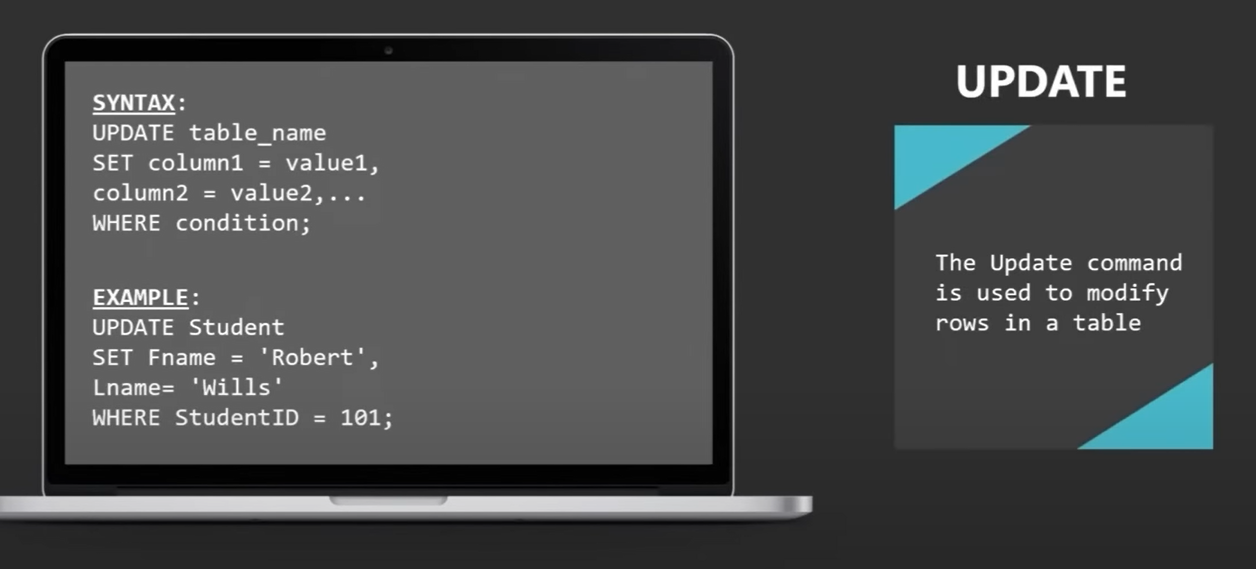 SYNTAX:
UPDATE table_name
SET column1 = value1,
column2 = value2,...
WHERE condition;
EXAMPLE:
UPDATE Student
SET Fname = 'Robert',
Lname= 'Wills'
WHERE StudentID = 101;
UPDATE
The Update command
is used to modify
rows in a table